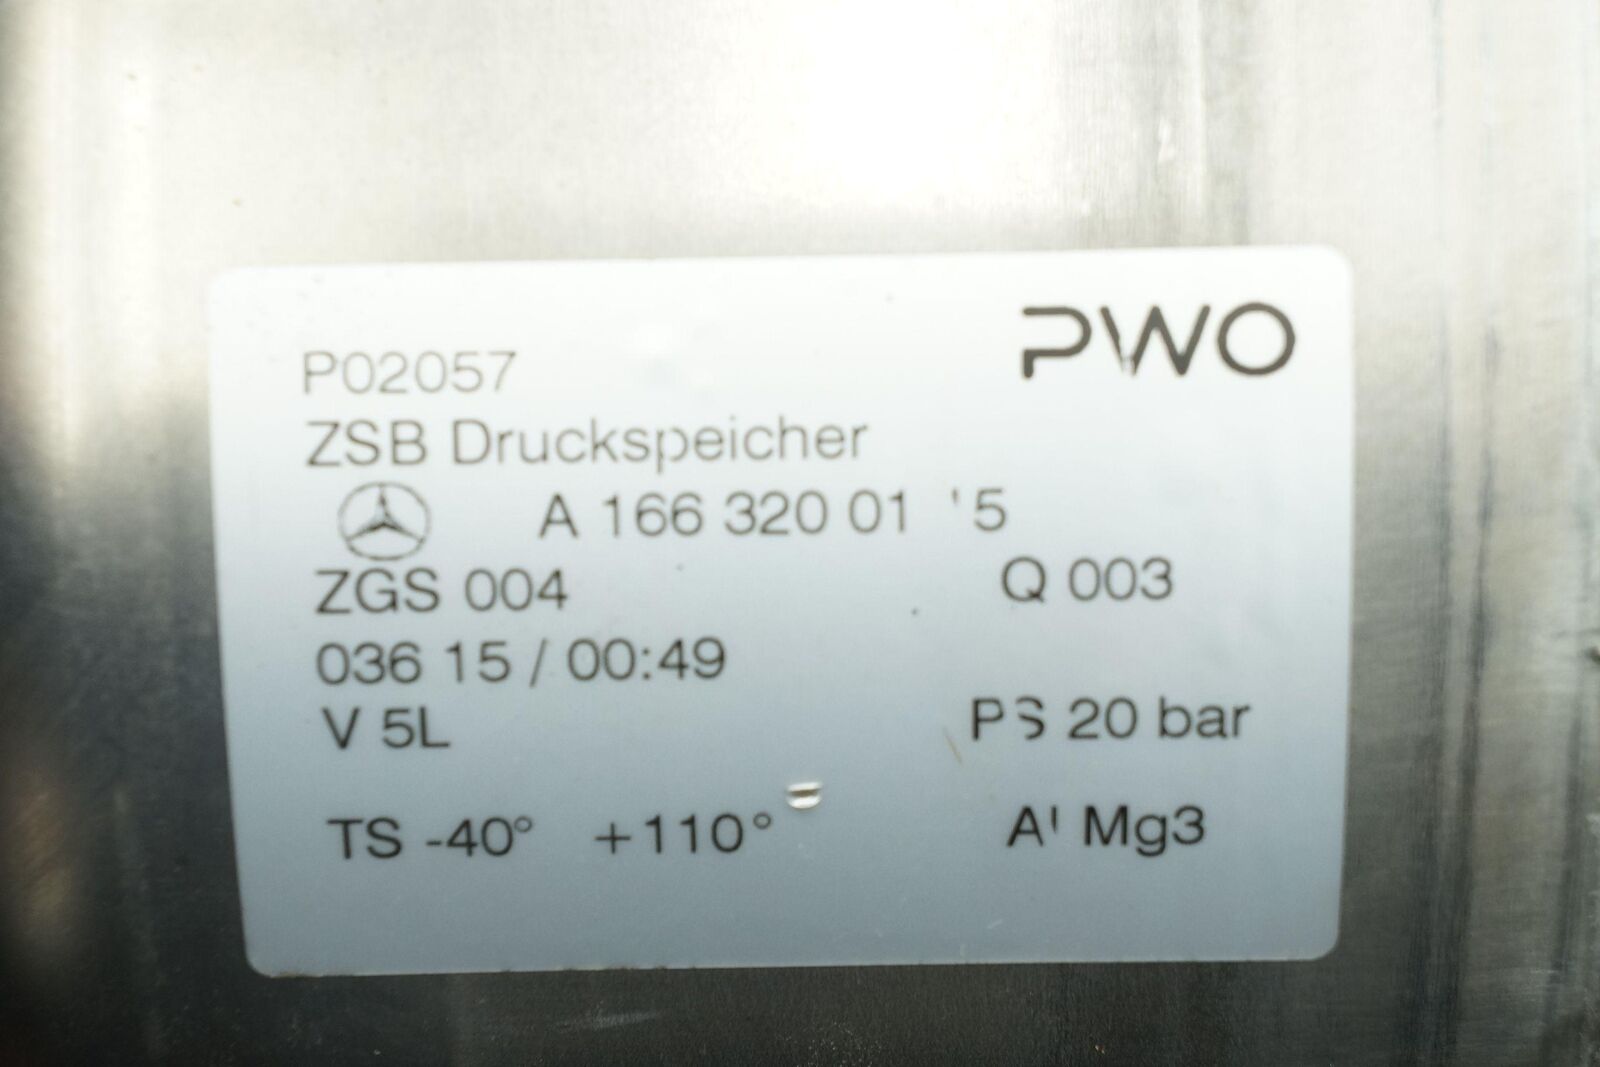 PWO
P02057
ZSB Druckspeicher
A 166 320 01
ZGS 004 Q 003
036 15 / 00:49
V 5L PS 20 bar
TS -40° +110° Mg3